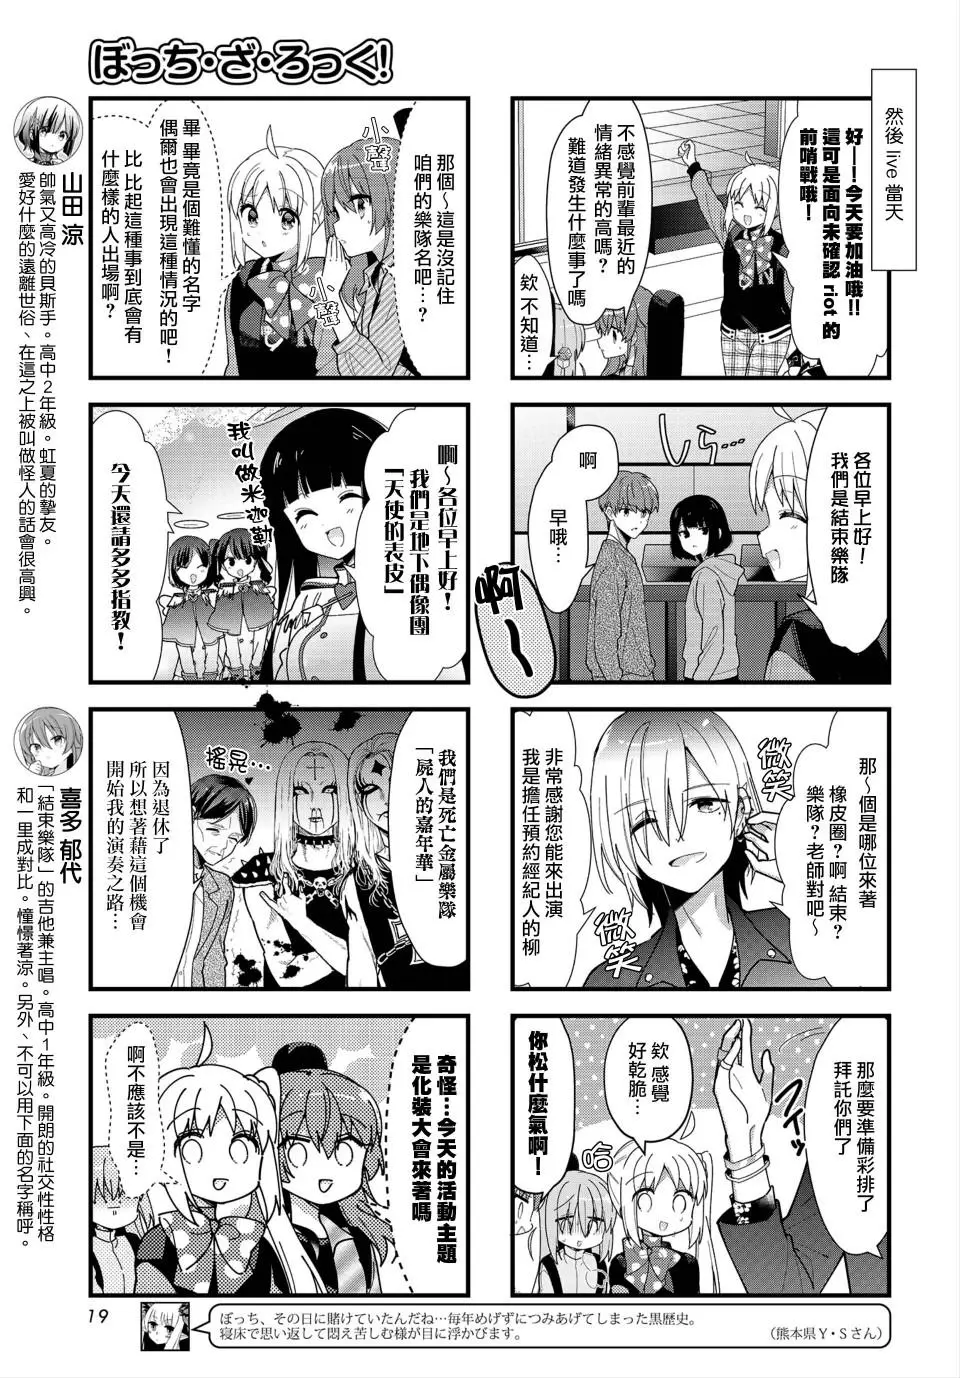 ぼっち・ざ・ろっく!
然後 live 當天
好——!今天要加油哦!!
這可是面向未確認 riot 的
前哨戰哦!
不感覺前輩最近的
情緒異常的高嗎?
難道發生什麼事了嗎
欸 不知道…
各位早上好!
我們是結束樂隊
しら…
啊
早哦…
啊~
那~個是哪位來著
橡皮圈?啊 結束?
樂隊?老師對吧~
微笑
非常感謝您能來出演
我是擔任預約經紀人的柳
微笑
那麼要準備彩排了
拜託你們了
欸 感覺
好乾脆…
你松什麼氣啊!
哈
那個~這是沒記住
咱們的樂隊名吧…?
小聲
畢 畢竟是個難懂的名字
偶爾也會出現這種情況的吧!
小聲
比 比起這種事到底會有
什麼樣的人出場啊?
啊~各位早上好!
我們是地下偶像團
「天使的表皮」
我叫做米迦勒
今天還請多多指教!
我們是死亡金屬樂隊
「屍人的嘉年華」
搖晃…
因為退休了
所以想著藉這個機會
開始我的演奏之路…
奇怪…今天的活動主題
是化裝大會來著嗎
啊不應該不是…
山田 涼
帥氣又高冷的貝斯手。高中2年級。虹夏的摯友。
愛好什麼的遠離世俗、在這之上被叫做怪人的話會很高興。
喜多 郁代
「結束樂隊」的吉他兼主唱。高中1年級。開朗的社交性性格
和一里成對比。憧憬著涼。另外、不可以用下面的名字稱呼。
19
ぼっち、その日に賭けていたんだね…毎年めげずにつみあげてしまった黒歴史。
寝床で思い返して悶え苦しむ様が目に浮かびます。
(熊本県Y・Sさん)